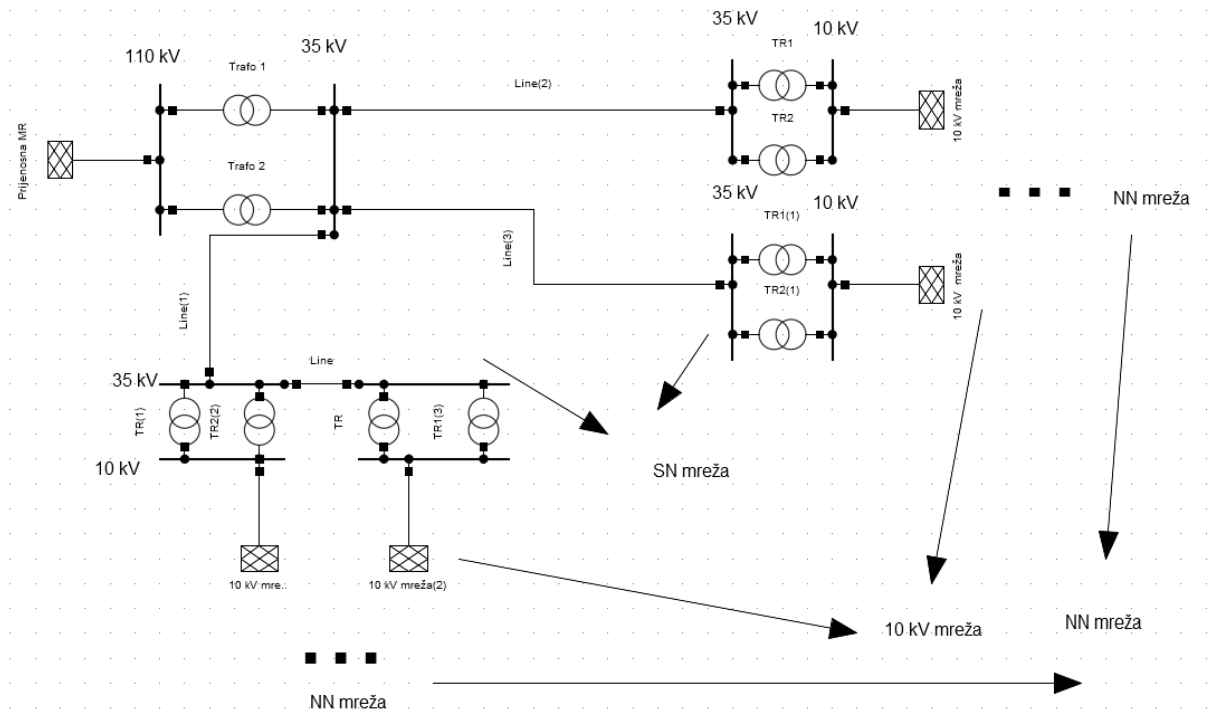 35 kV
10 kV
TR1
110 kV
35 kV
Trafo 1
Line(2)
TR2
10 kV mreža
Prijenosna MR
Trafo 2
35 kV
10 kV
NN mreža
TR1(1)
Line(3)
10 kV mreža
TR2(1)
Line(1)
Line
35 kV
TR(1)
TR2(2)
TR
TR1(3)
10 kV
SN mreža
10 kV mre..
10 kV mreža(2)
10 kV mreža
NN mreža
NN mreža